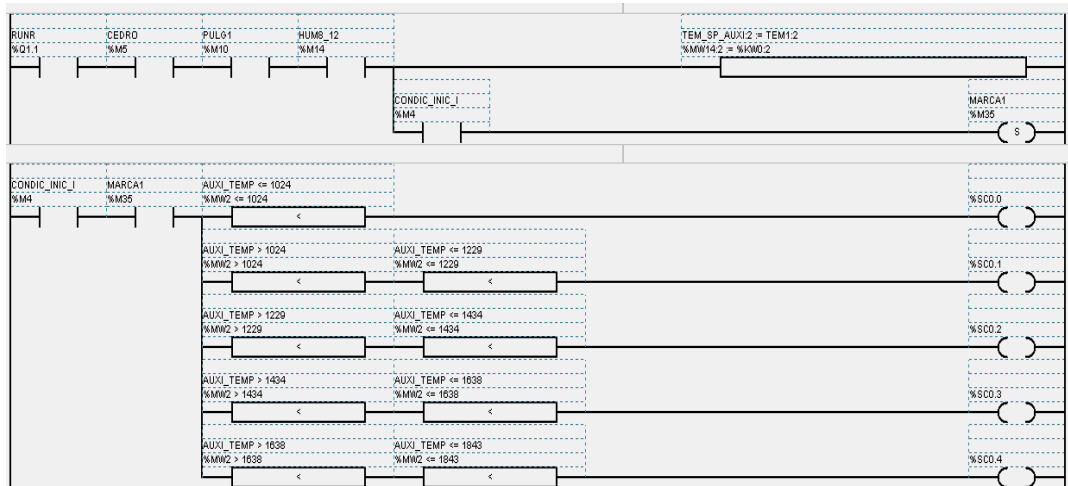 RUNR CEDRO PULG1 HUM8_12 TEM_SP_AUXI:2 := TEM1:2
%Q1.1 %M5 %M10 %M14 %MW14:2 := %KW0:2
CONDIC_INIC_I MARCA1
%M4 %M35
S
CONDIC_INIC_I MARCA1 AUXI_TEMP <= 1024
%M4 %M35 %MW2 <= 1024 %SC0.0
<
AUXI_TEMP > 1024 AUXI_TEMP <= 1229
%MW2 > 1024 %MW2 <= 1229 %SC0.1
< <
AUXI_TEMP > 1229 AUXI_TEMP <= 1434
%MW2 > 1229 %MW2 <= 1434 %SC0.2
< <
AUXI_TEMP > 1434 AUXI_TEMP <= 1638
%MW2 > 1434 %MW2 <= 1638 %SC0.3
< <
AUXI_TEMP > 1638 AUXI_TEMP <= 1843
%MW2 > 1638 %MW2 <= 1843 %SC0.4
< <